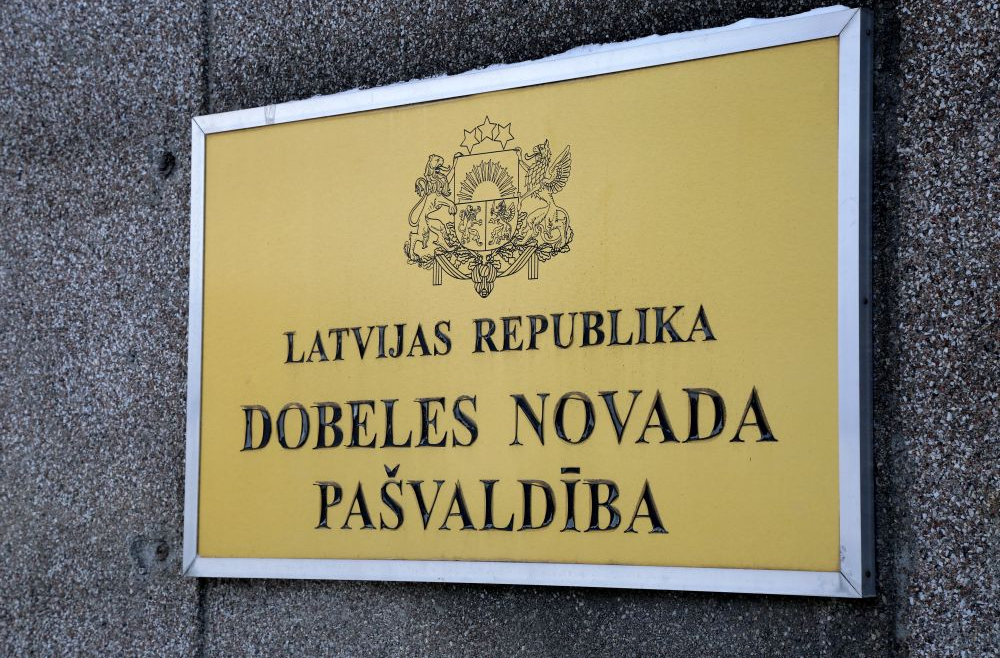 LATVIJAS REPUBLIKA
DOBELES NOVADA
PAŠVALDĪBA